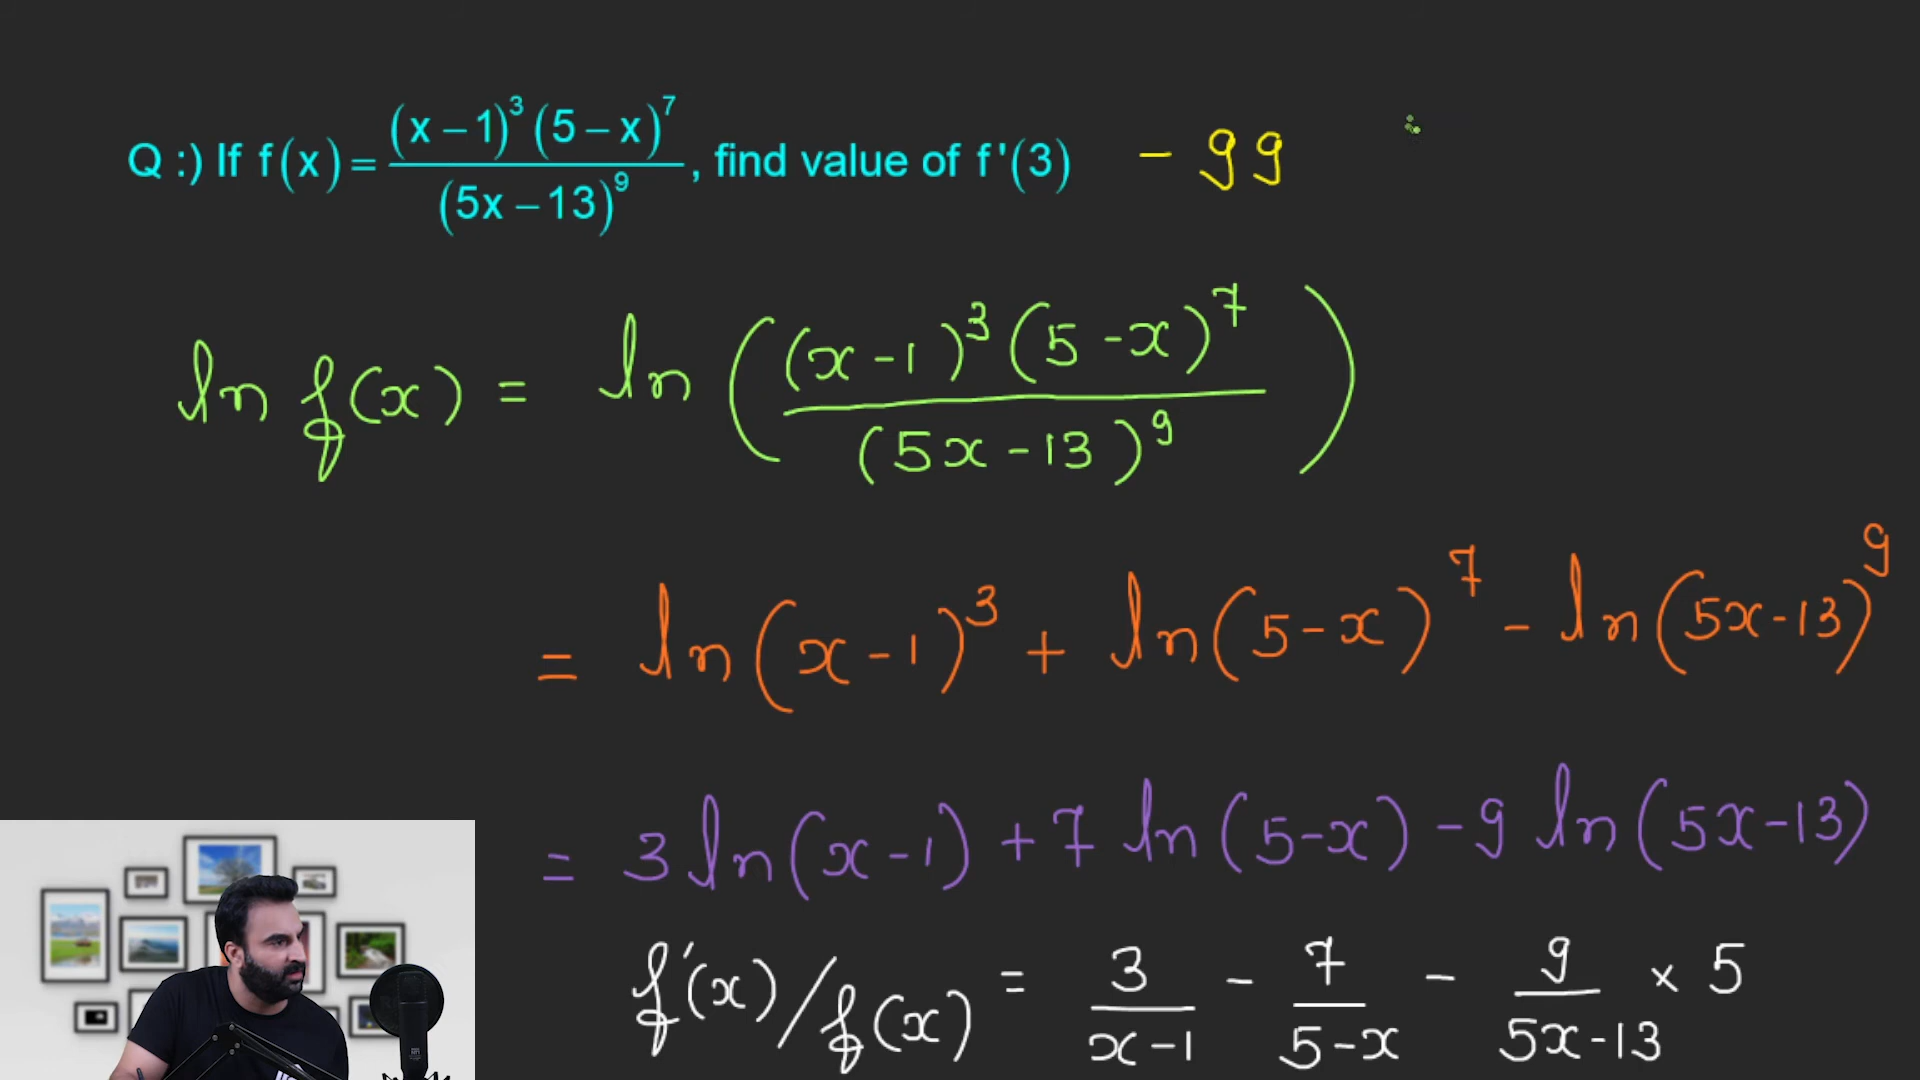 Q :) If f(x) = (x − 1)³ (5 − x)⁷ / (5x − 13)⁹ , find value of f'(3) - 99
ln f(x) = ln ( (x-1)³ (5-x)⁷ / (5x-13)⁹ )
= ln(x-1)³ + ln(5-x)⁷ - ln(5x-13)⁹
= 3 ln(x-1) + 7 ln(5-x) - 9 ln(5x-13)
f'(x)/f(x) = 3/(x-1) - 7/(5-x) - 9/(5x-13) × 5